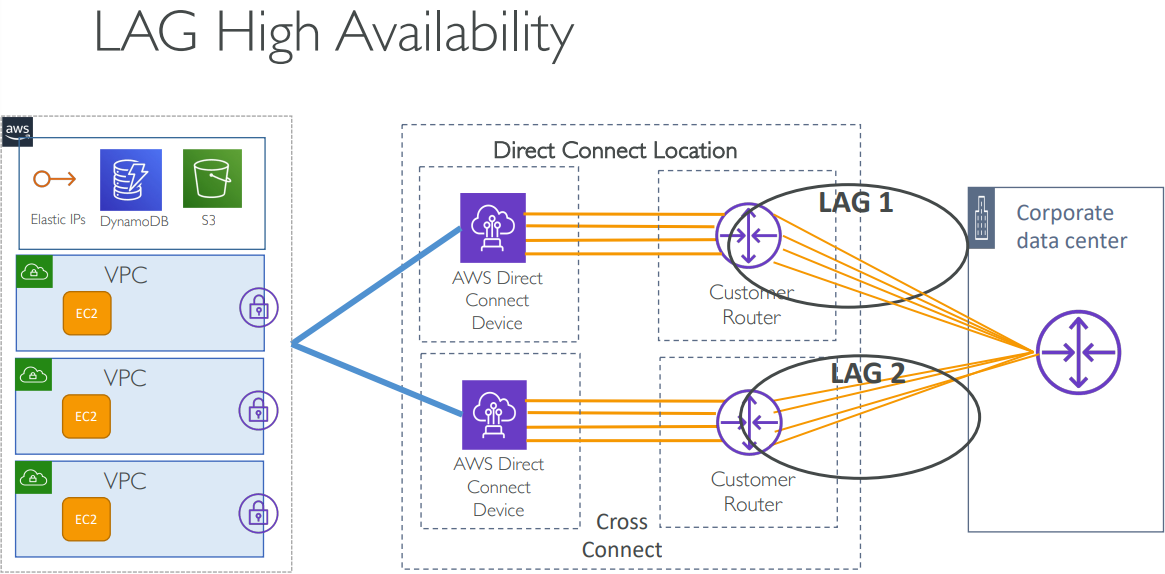 LAG High Availability
aws
Elastic IPs
DynamoDB
S3
VPC
EC2
VPC
EC2
VPC
EC2
Direct Connect Location
AWS Direct
Connect
Device
Customer
Router
LAG 1
AWS Direct
Connect
Device
Customer
Router
LAG 2
Cross
Connect
Corporate
data center